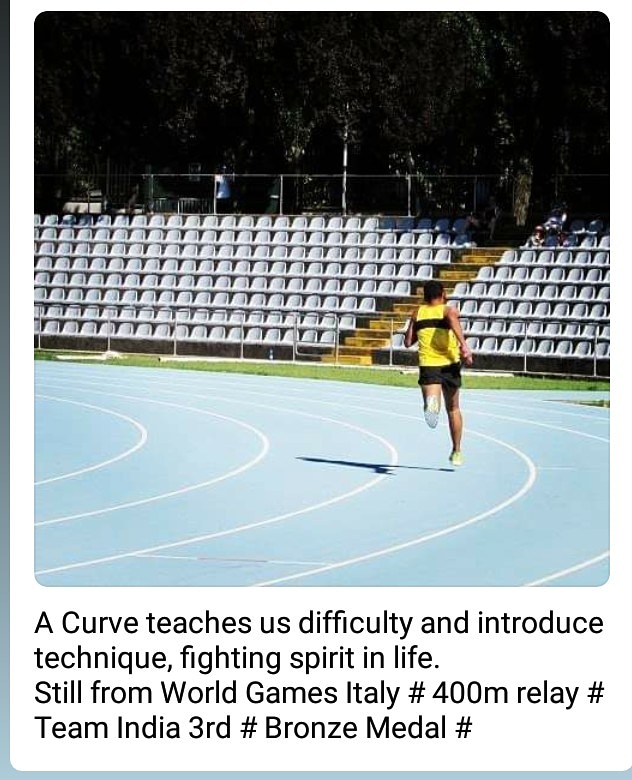 A Curve teaches us difficulty and introduce
technique, fighting spirit in life.
Still from World Games Italy # 400m relay #
Team India 3rd # Bronze Medal #